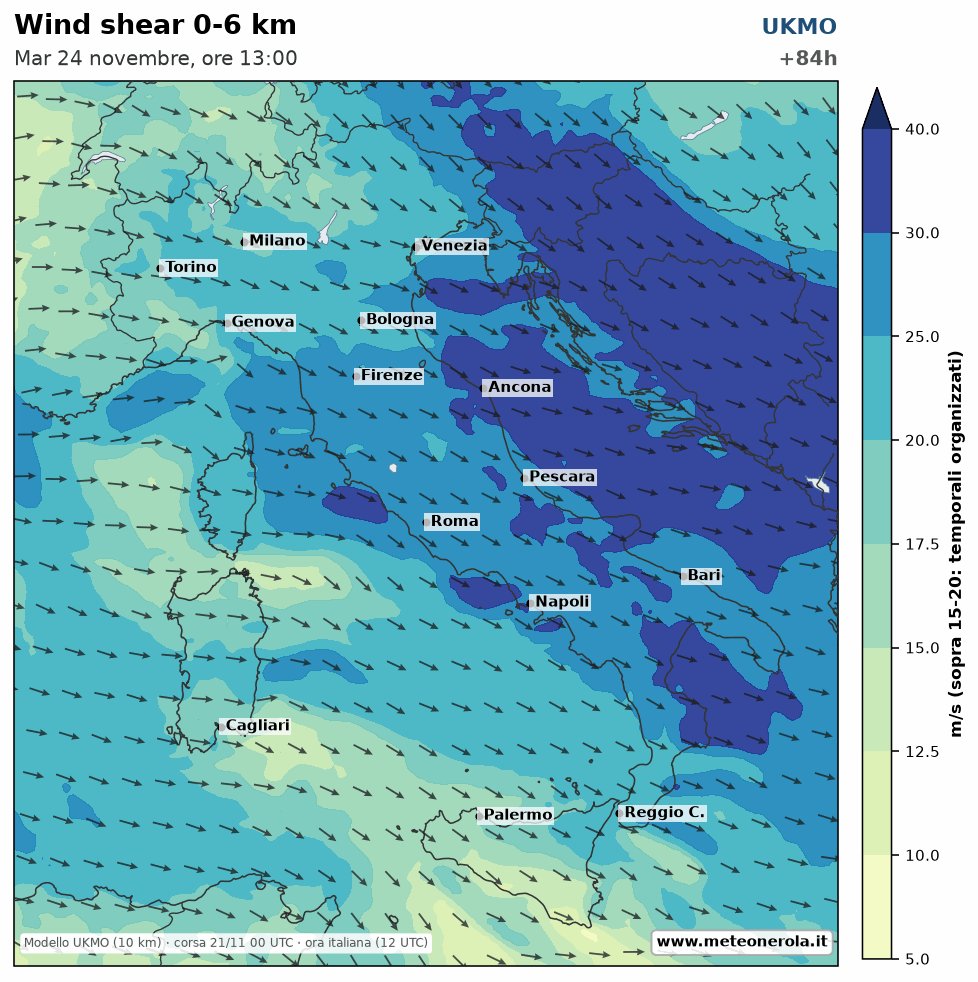 Wind shear 0-6 km
UKMO
Mar 24 novembre, ore 13:00
+84h
40.0
30.0
25.0
20.0
17.5
15.0
12.5
10.0
5.0
m/s (sopra 15-20: temporali organizzati)
Milano
Venezia
Torino
Genova
Bologna
Firenze
Ancona
Pescara
Roma
Bari
Napoli
Cagliari
Palermo
Reggio C.
Modello UKMO (10 km) · corsa 21/11 00 UTC · ora italiana (12 UTC)
www.meteonerola.it